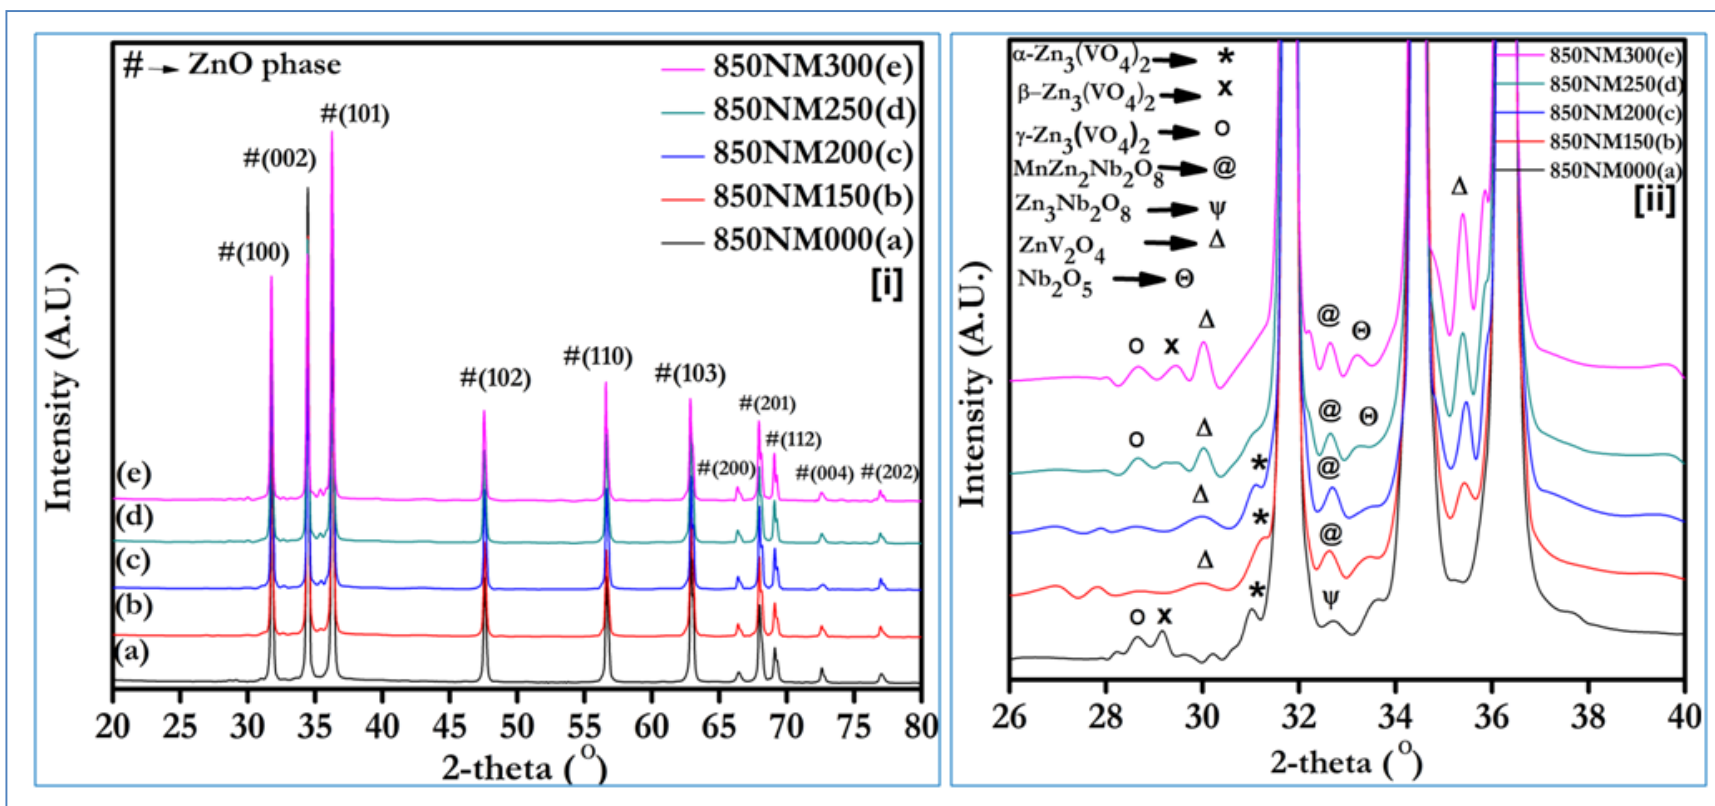 # → ZnO phase
850NM300(e)
850NM250(d)
850NM200(c)
850NM150(b)
850NM000(a)
[i]
#(101)
#(002)
#(100)
#(102)
#(110)
#(103)
#(201)
#(112)
#(200)
#(004)
#(202)
(e)
(d)
(c)
(b)
(a)
Intensity (A.U.)
20 25 30 35 40 45 50 55 60 65 70 75 80
2-theta (°)
α-Zn₃(VO₄)₂ → *
β–Zn₃(VO₄)₂ → x
γ-Zn₃(VO₄)₂ → o
MnZn₂Nb₂O₈ → @
Zn₃Nb₂O₈ → ψ
ZnV₂O₄ → Δ
Nb₂O₅ → Θ
850NM300(e)
850NM250(d)
850NM200(c)
850NM150(b)
850NM000(a)
[ii]
Δ
o x Δ @ Θ
o Δ @ Θ
Δ * @
Δ * @
o x * ψ
Intensity (A.U.)
26 28 30 32 34 36 38 40
2-theta (°)